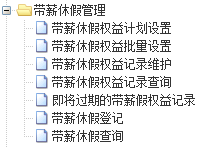 带薪休假管理
带薪休假权益计划设置
带薪休假权益批量设置
带薪休假权益记录维护
带薪休假权益记录查询
即将过期的带薪假权益记录
带薪休假登记
带薪休假查询